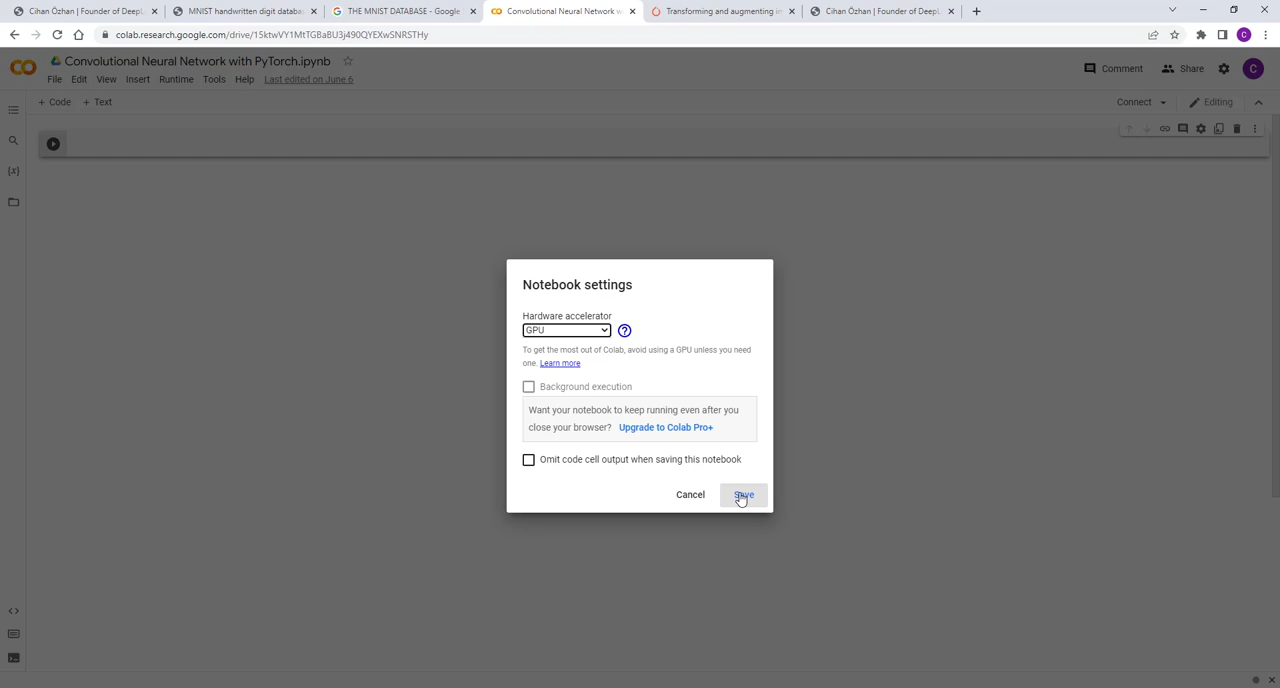 Cihan Özhan | Founder of DeepL
MNIST handwritten digit databas
THE MNIST DATABASE - Google
Convolutional Neural Network w
Transforming and augmenting im
Cihan Özhan | Founder of DeepL
colab.research.google.com/drive/15ktwVY1MtTGBaBU3j490QYEXwSNRSTHy
C
Convolutional Neural Network with PyTorch.ipynb
File Edit View Insert Runtime Tools Help Last edited on June 6
Comment Share C
+ Code + Text
Connect Editing
{x}
Notebook settings
Hardware accelerator
GPU ?
To get the most out of Colab, avoid using a GPU unless you need
one. Learn more
Background execution
Want your notebook to keep running even after you
close your browser? Upgrade to Colab Pro+
Omit code cell output when saving this notebook
Cancel Save